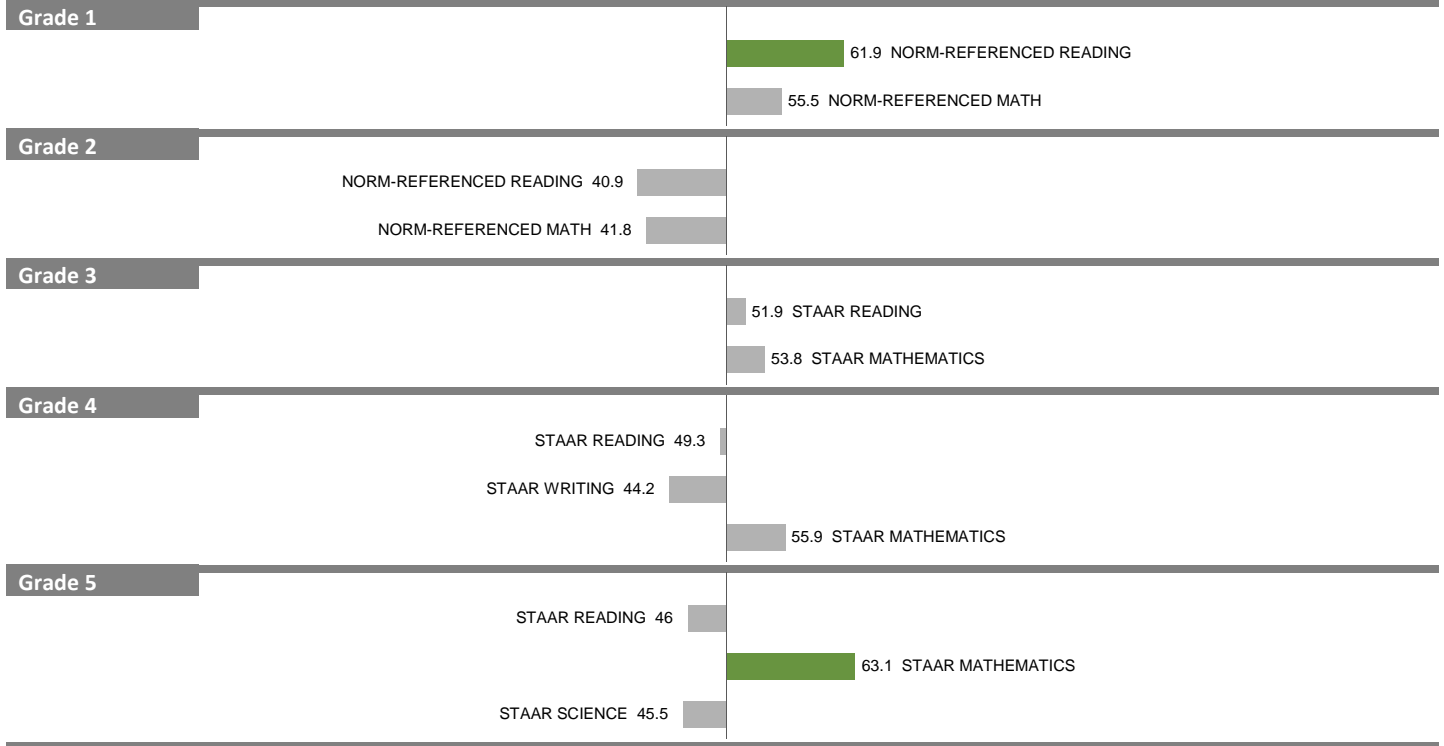 Grade 1
61.9 NORM-REFERENCED READING
55.5 NORM-REFERENCED MATH
Grade 2
NORM-REFERENCED READING 40.9
NORM-REFERENCED MATH 41.8
Grade 3
51.9 STAAR READING
53.8 STAAR MATHEMATICS
Grade 4
STAAR READING 49.3
STAAR WRITING 44.2
55.9 STAAR MATHEMATICS
Grade 5
STAAR READING 46
63.1 STAAR MATHEMATICS
STAAR SCIENCE 45.5